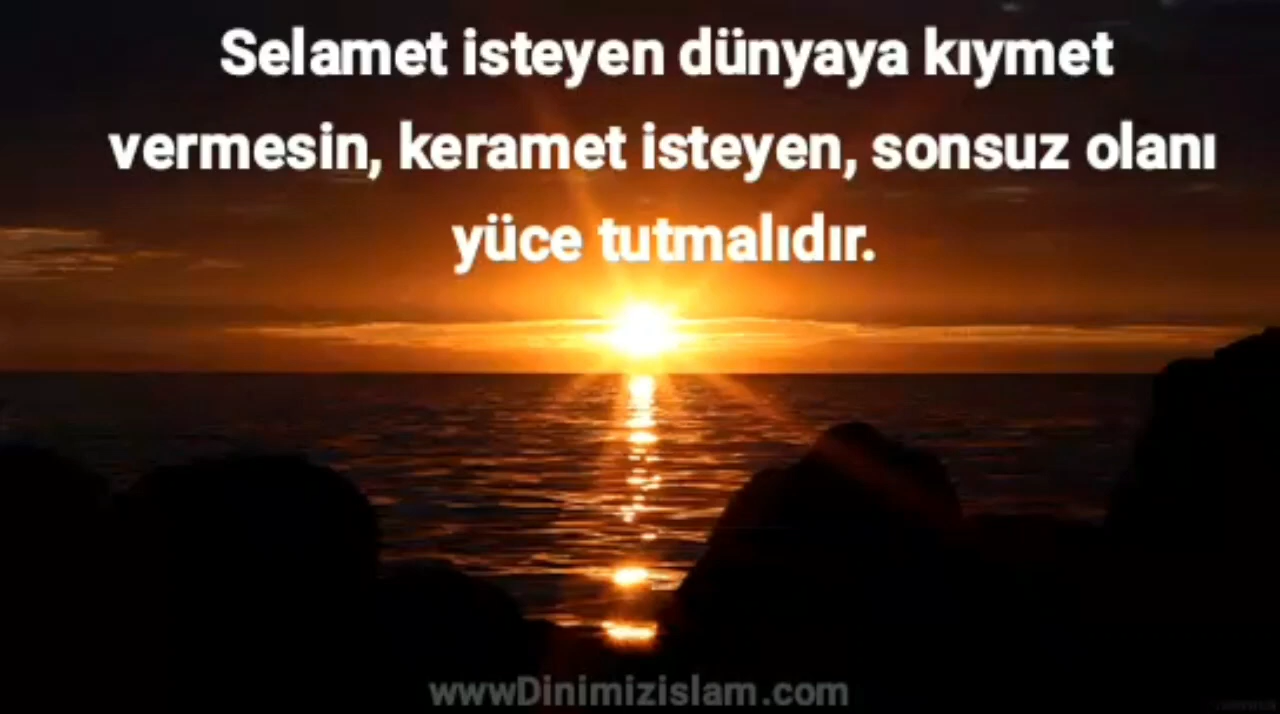 Selamet isteyen dünyaya kıymet
vermesin, keramet isteyen, sonsuz olanı
yüce tutmalıdır.
wwwDinimizislam.com